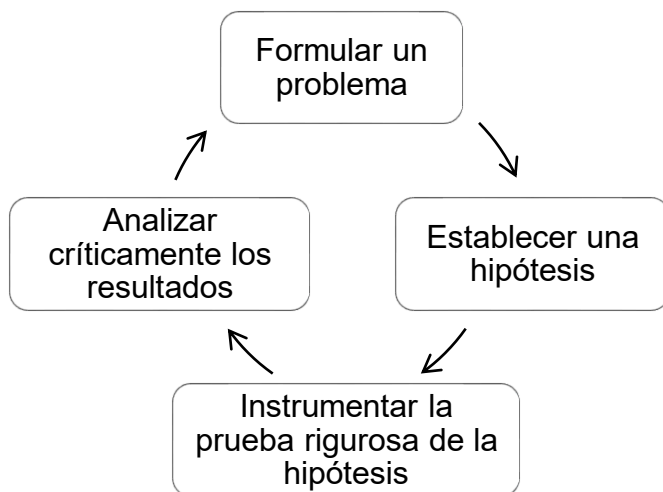 Formular un
problema
Establecer una
hipótesis
Instrumentar la
prueba rigurosa de la
hipótesis
Analizar
críticamente los
resultados